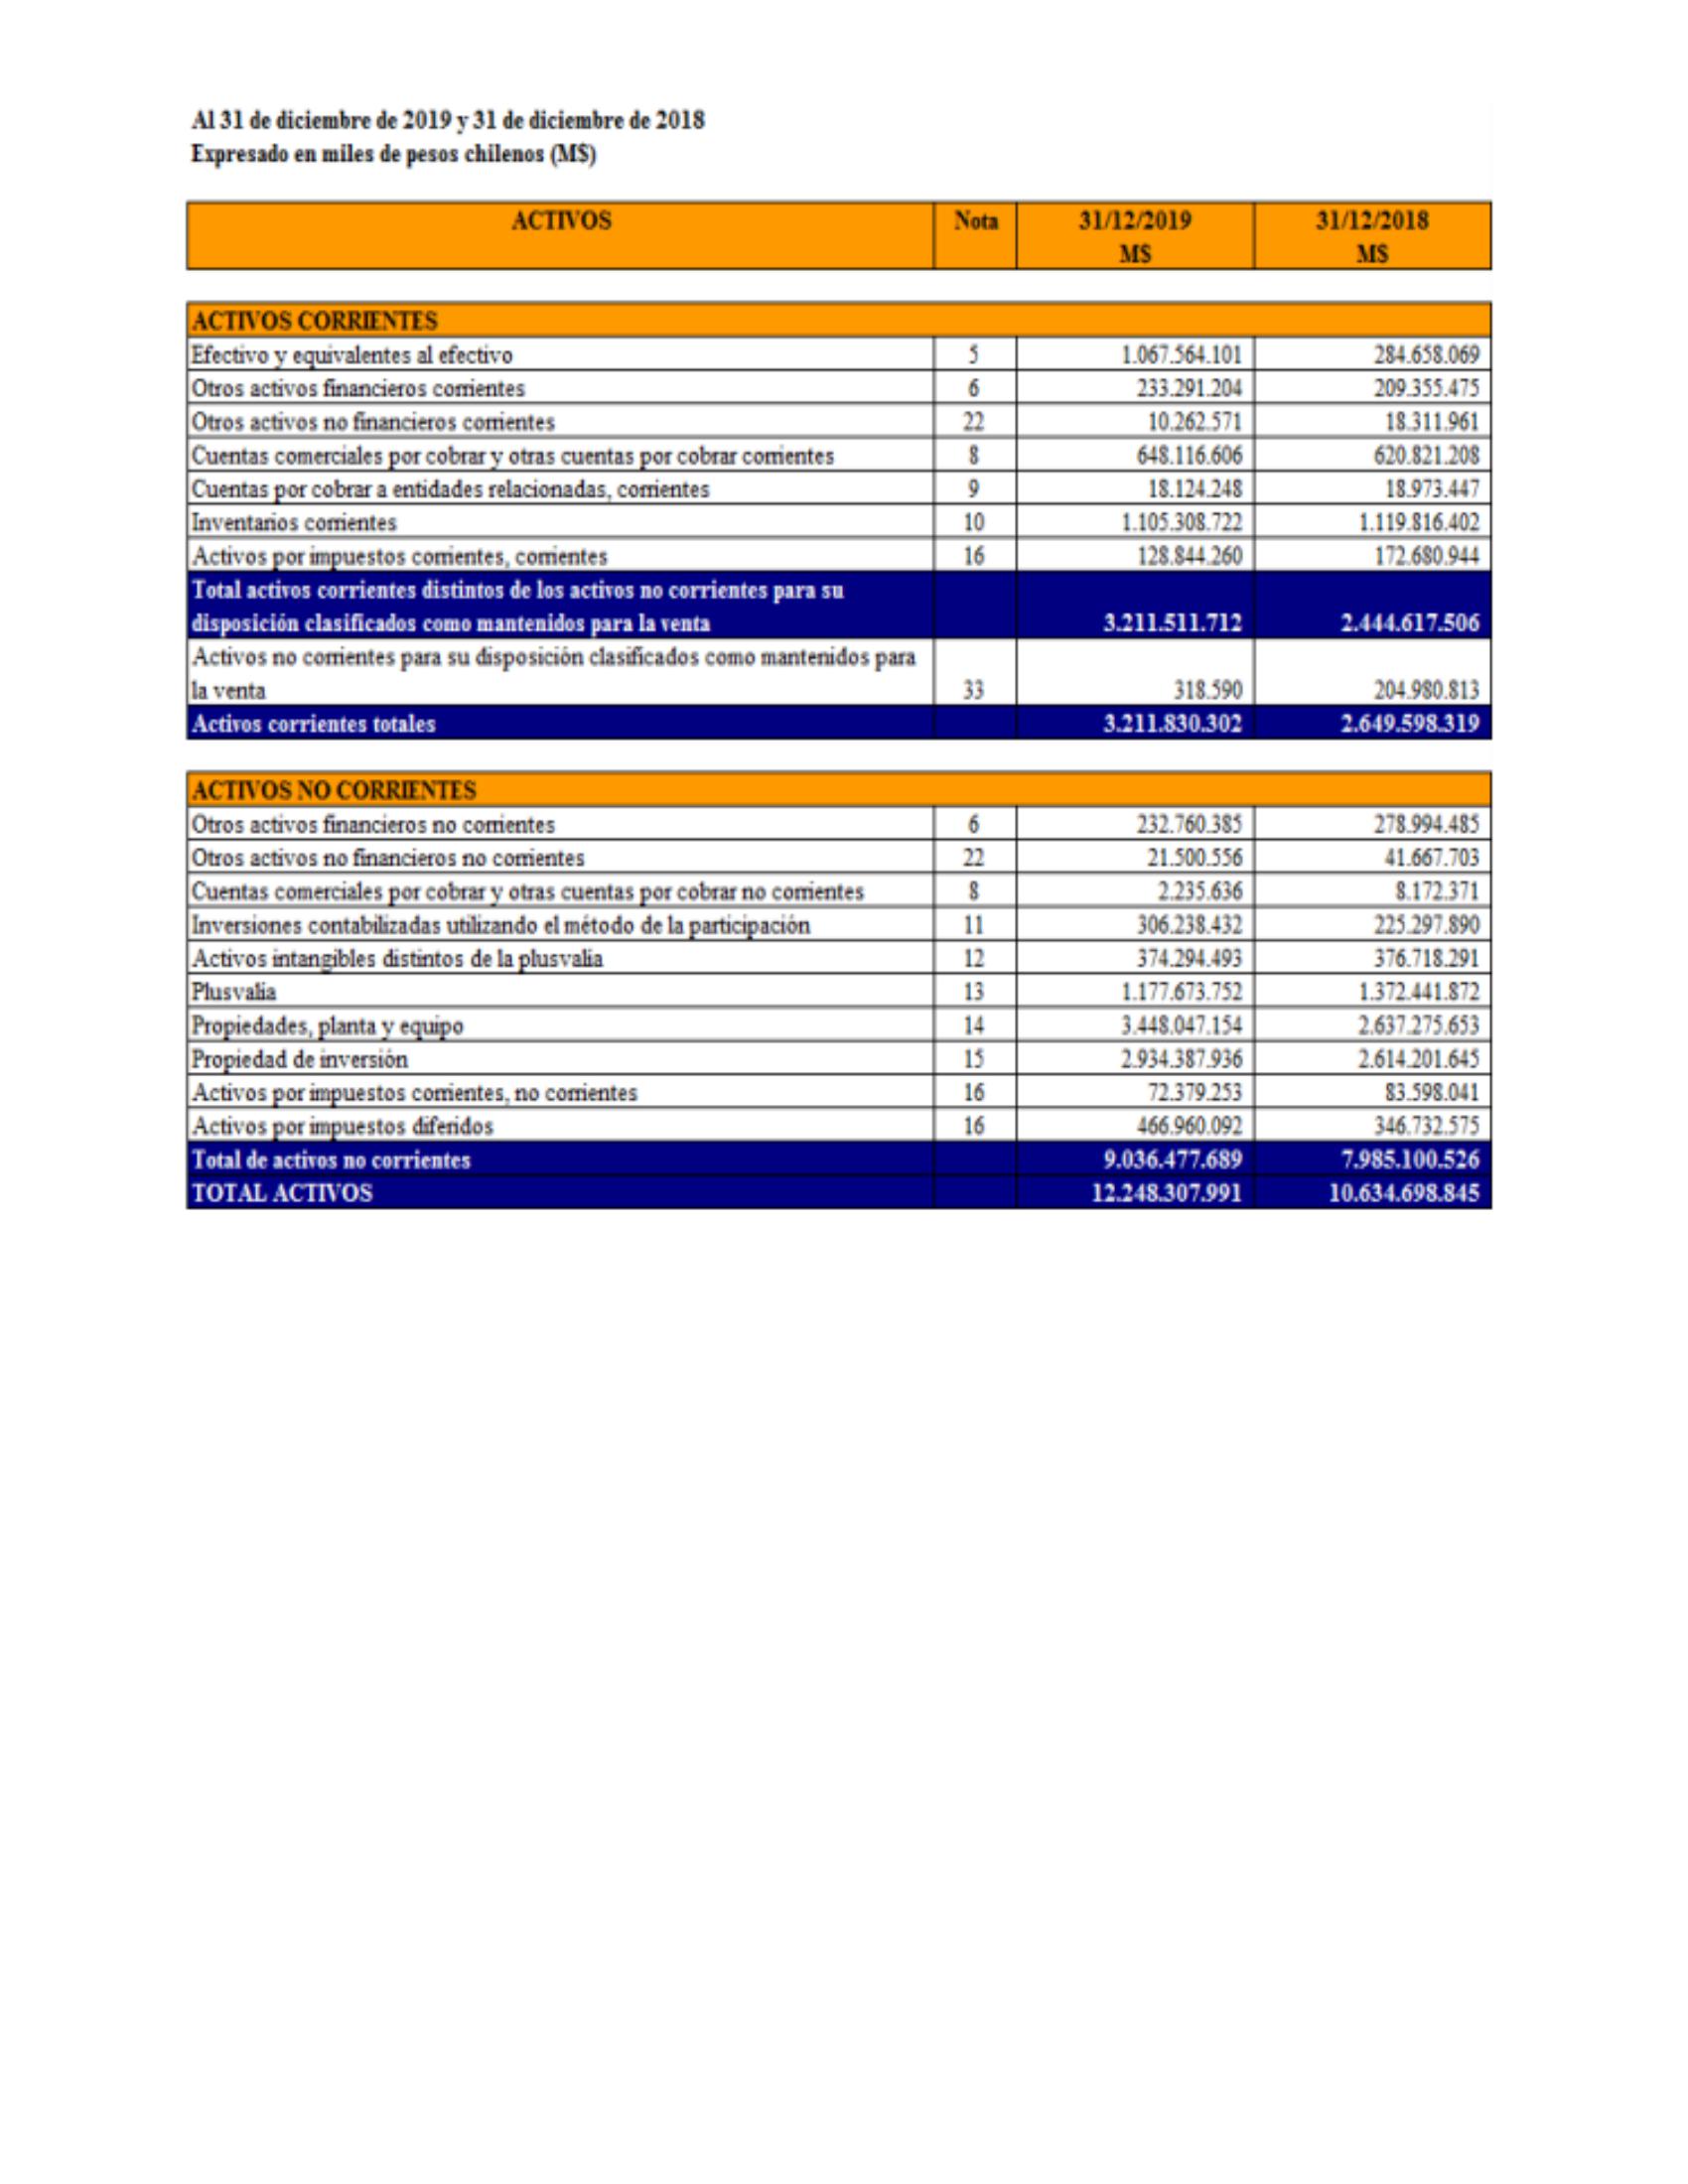 Al 31 de diciembre de 2019 y 31 de diciembre de 2018
Expresado en miles de pesos chilenos (M$)
ACTIVOS Nota 31/12/2019 31/12/2018
M$ M$
ACTIVOS CORRIENTES
Efectivo y equivalentes al efectivo 5 1.067.564.101 284.658.069
Otros activos financieros corrientes 6 233.291.204 209.355.475
Otros activos no financieros corrientes 22 10.262.571 18.311.961
Cuentas comerciales por cobrar y otras cuentas por cobrar corrientes 8 648.116.606 620.821.208
Cuentas por cobrar a entidades relacionadas, corrientes 9 18.124.248 18.973.447
Inventarios corrientes 10 1.105.308.722 1.119.816.402
Activos por impuestos corrientes, corrientes 16 128.844.260 172.680.944
Total activos corrientes distintos de los activos no corrientes para su
disposición clasificados como mantenidos para la venta 3.211.511.712 2.444.617.506
Activos no corrientes para su disposición clasificados como mantenidos para
la venta 33 318.590 204.980.813
Activos corrientes totales 3.211.830.302 2.649.598.319
ACTIVOS NO CORRIENTES
Otros activos financieros no corrientes 6 232.760.385 278.994.485
Otros activos no financieros no corrientes 22 21.500.556 41.667.703
Cuentas comerciales por cobrar y otras cuentas por cobrar no corrientes 8 2.235.636 8.172.371
Inversiones contabilizadas utilizando el método de la participación 11 306.238.432 225.297.890
Activos intangibles distintos de la plusvalía 12 374.294.493 376.718.291
Plusvalía 13 1.177.673.752 1.372.441.872
Propiedades, planta y equipo 14 3.448.047.154 2.637.275.653
Propiedad de inversión 15 2.934.387.936 2.614.201.645
Activos por impuestos corrientes, no corrientes 16 72.379.253 83.598.041
Activos por impuestos diferidos 16 466.960.092 346.732.575
Total de activos no corrientes 9.036.477.689 7.985.100.526
TOTAL ACTIVOS 12.248.307.991 10.634.698.845